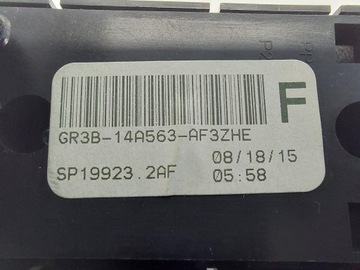 F
GR3B-14A563-AF3ZHE
08/18/15
SP19923.2AF
05:58